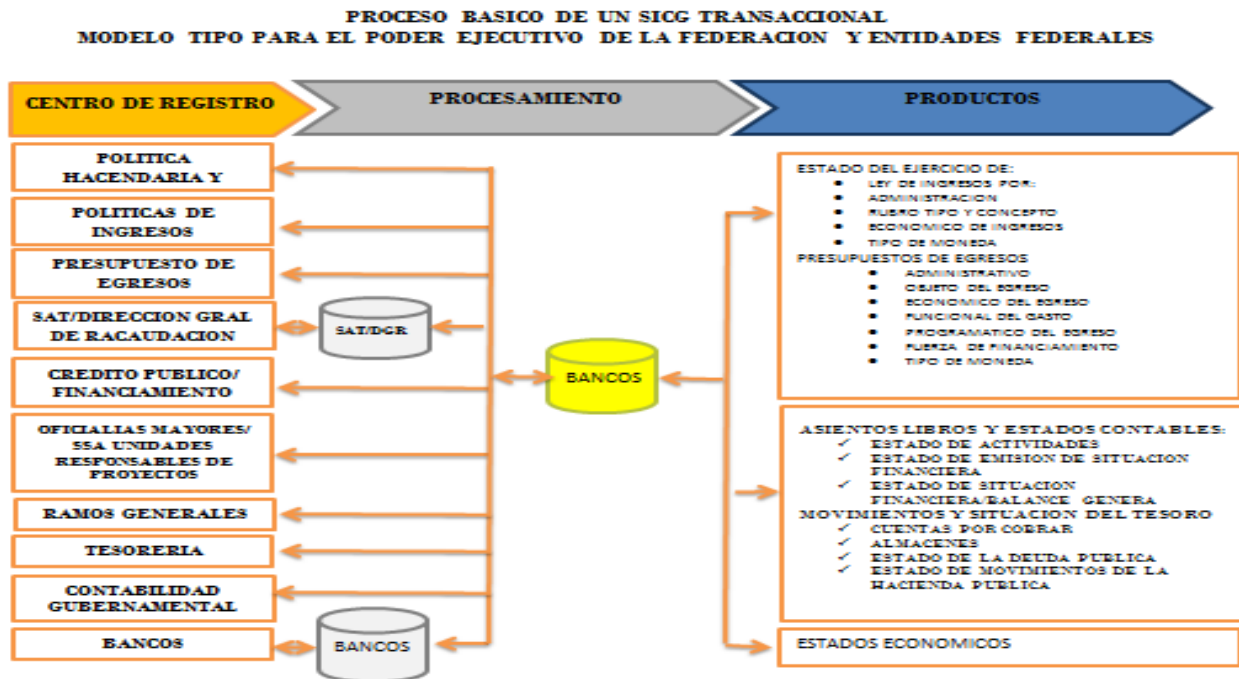 PROCESO BASICO DE UN SICG TRANSACCIONAL
MODELO TIPO PARA EL PODER EJECUTIVO DE LA FEDERACION Y ENTIDADES FEDERALES
CENTRO DE REGISTRO
PROCESAMIENTO
PRODUCTOS
POLITICA
HACENDARIA Y
POLITICAS DE
INGRESOS
PRESUPUESTO DE
EGRESOS
SAT/DIRECCION GRAL
DE RACAUDACION
SAT/DGR
CREDITO PUBLICO/
FINANCIAMIENTO
OFICIALIAS MAYORES/
SSA UNIDADES
RESPONSABLES DE
PROYECTOS
RAMOS GENERALES
TESORERIA
CONTABILIDAD
GUBERNAMENTAL
BANCOS
BANCOS
BANCOS
ESTADO DEL EJERCICIO DE:
● LEY DE INGRESOS POR:
● ADMINISTRACION
● RUBRO TIPO Y CONCEPTO
● ECONOMICO DE INGRESOS
● TIPO DE MONEDA
PRESUPUESTOS DE EGRESOS
● ADMINISTRATIVO
● OBJETO DEL EGRESO
● ECONOMICO DEL EGRESO
● FUNCIONAL DEL GASTO
● PROGRAMATICO DEL EGRESO
● FUERZA DE FINANCIAMIENTO
● TIPO DE MONEDA
ASIENTOS LIBROS Y ESTADOS CONTABLES:
✓ ESTADO DE ACTIVIDADES
✓ ESTADO DE EMISION DE SITUACION
FINANCIERA
✓ ESTADO DE SITUACION
FINANCIERA/BALANCE GENERA
MOVIMIENTOS Y SITUACION DEL TESORO
✓ CUENTAS POR COBRAR
✓ ALMACENES
✓ ESTADO DE LA DEUDA PUBLICA
✓ ESTADO DE MOVIMIENTOS DE LA
HACIENDA PUBLICA
ESTADOS ECONOMICOS